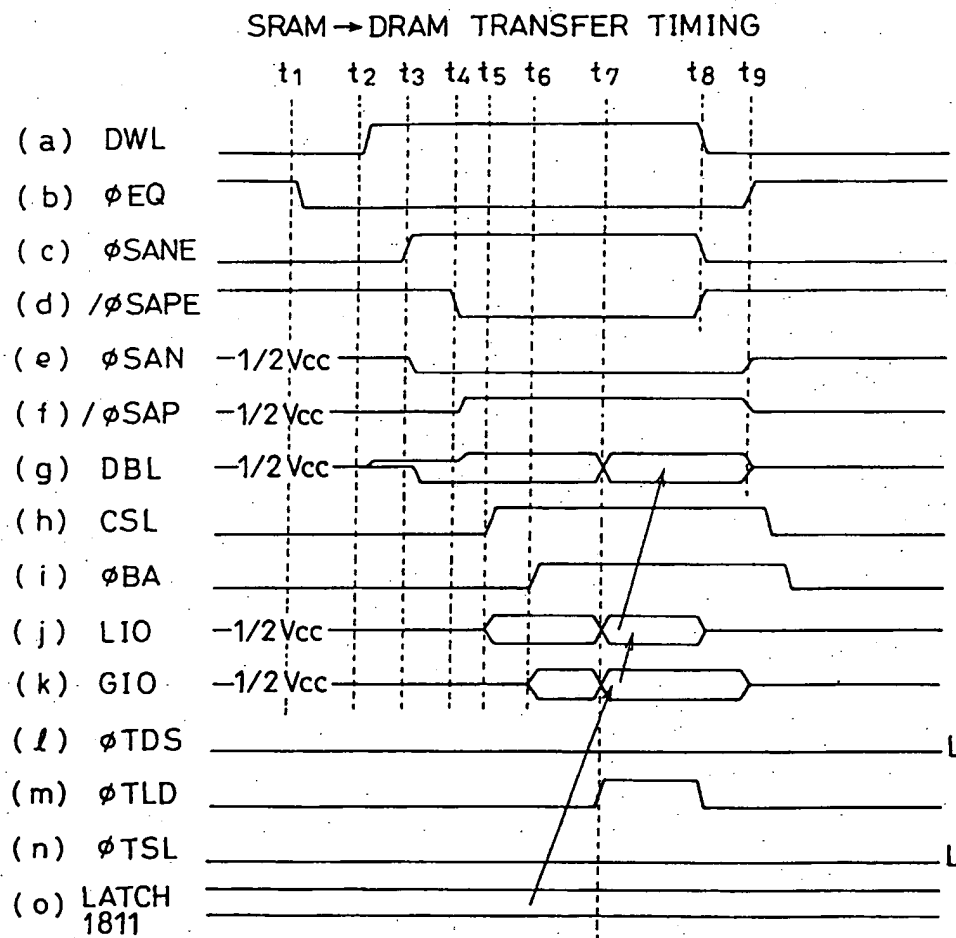 SRAM→DRAM TRANSFER TIMING
t1 t2 t3 t4 t5 t6 t7 t8 t9
(a) DWL
(b) φEQ
(c) φSANE
(d) /φSAPE
(e) φSAN 1/2Vcc
(f) /φSAP 1/2Vcc
(g) DBL 1/2Vcc
(h) CSL
(i) φBA
(j) LIO 1/2Vcc
(k) GIO 1/2Vcc
(l) φTDS L
(m) φTLD
(n) φTSL L
(o) LATCH
1811